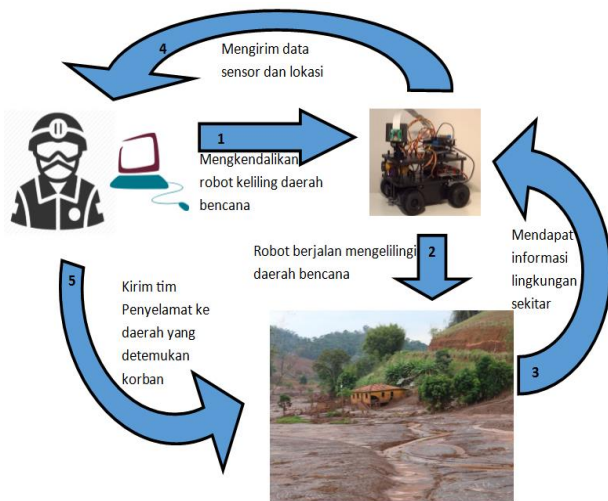 4
Mengirim data
sensor dan lokasi
1
Mengkendalikan
robot keliling daerah
bencana
Robot berjalan mengelilingi
daerah bencana
2
Mendapat
informasi
lingkungan
sekitar
3
5
Kirim tim
Penyelamat ke
daerah yang
detemukan
korban